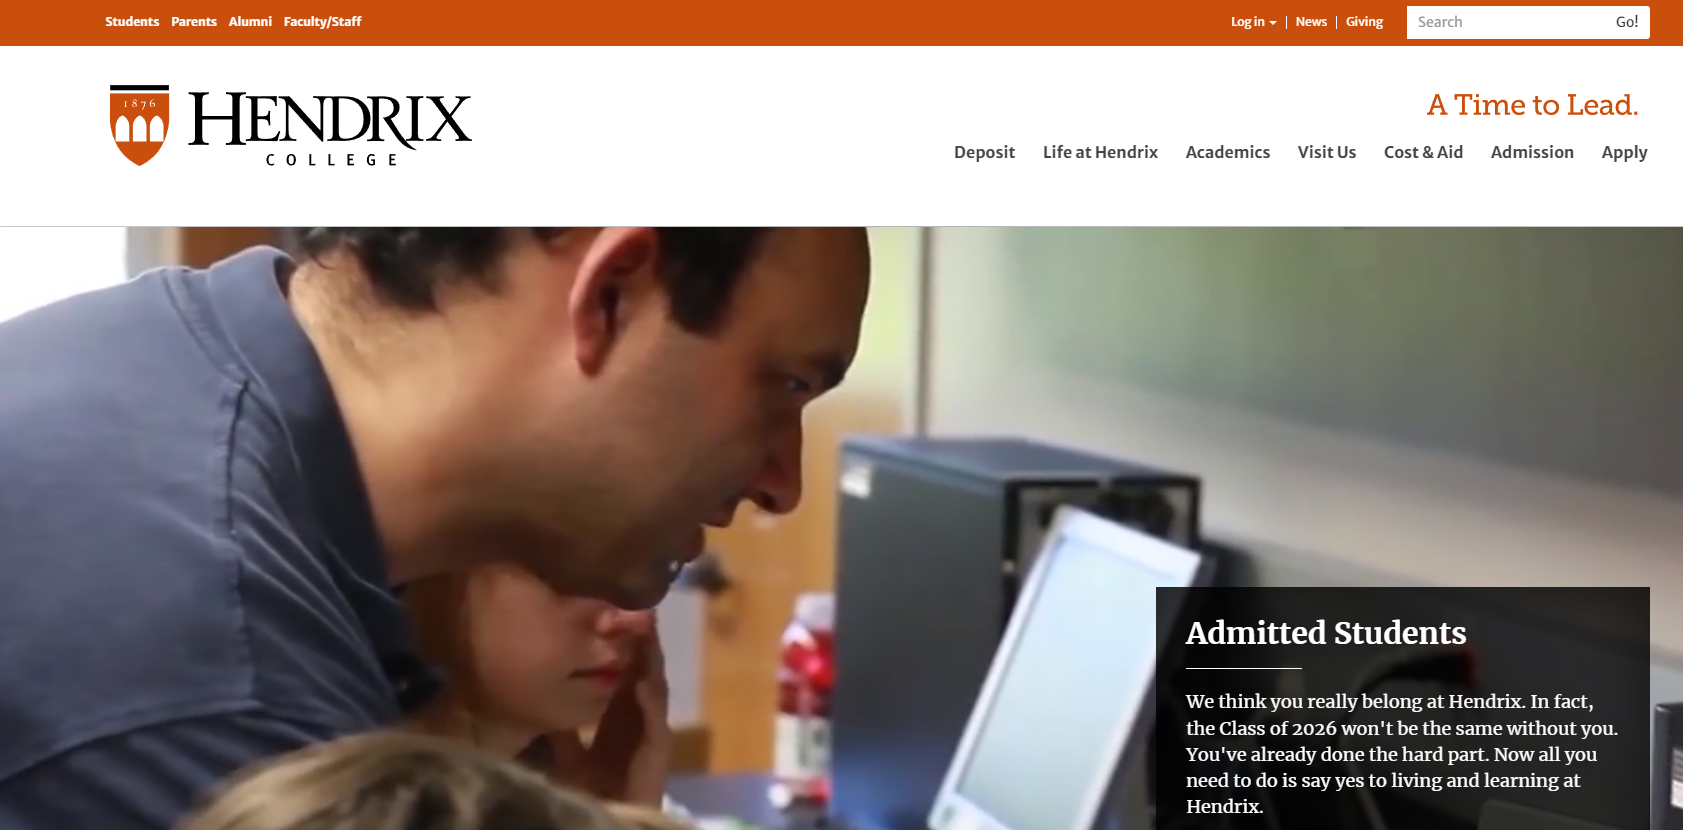 Students Parents Alumni Faculty/Staff
Log in News Giving
Search Go!
1876
HENDRIX
COLLEGE
A Time to Lead.
Deposit Life at Hendrix Academics Visit Us Cost & Aid Admission Apply
Admitted Students
We think you really belong at Hendrix. In fact,
the Class of 2026 won't be the same without you.
You've already done the hard part. Now all you
need to do is say yes to living and learning at
Hendrix.